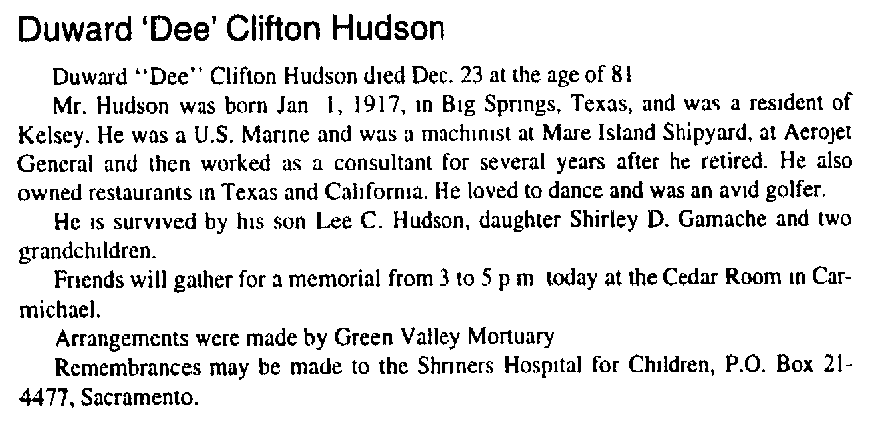 Duward 'Dee' Clifton Hudson
Duward "Dee" Clifton Hudson died Dec. 23 at the age of 81
Mr. Hudson was born Jan 1, 1917, in Big Springs, Texas, and was a resident of
Kelsey. He was a U.S. Marine and was a machinist at Mare Island Shipyard, at Aerojet
General and then worked as a consultant for several years after he retired. He also
owned restaurants in Texas and California. He loved to dance and was an avid golfer.
He is survived by his son Lee C. Hudson, daughter Shirley D. Gamache and two
grandchildren.
Friends will gather for a memorial from 3 to 5 p m today at the Cedar Room in Car-
michael.
Arrangements were made by Green Valley Mortuary
Remembrances may be made to the Shriners Hospital for Children, P.O. Box 21-
4477, Sacramento.